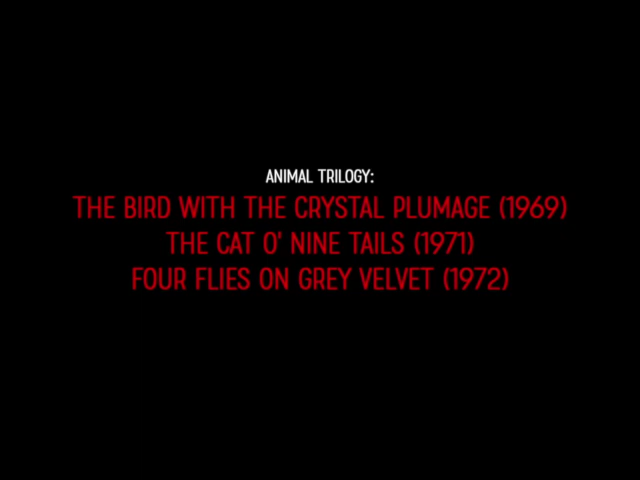 ANIMAL TRILOGY:
THE BIRD WITH THE CRYSTAL PLUMAGE (1969)
THE CAT O' NINE TAILS (1971)
FOUR FLIES ON GREY VELVET (1972)